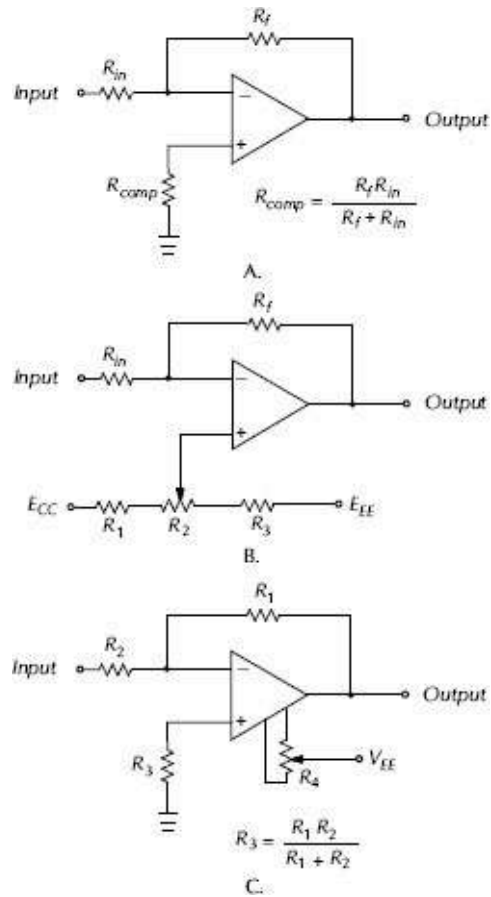 R_f
R_in
Input
−
+
Output
R_comp
R_comp = R_f R_in / R_f + R_in
A.
R_f
R_in
Input
−
+
Output
E_CC
R_1
R_2
R_3
E_EE
B.
R_1
R_2
Input
−
+
Output
R_3
R_4
V_EE
R_3 = R_1 R_2 / R_1 + R_2
C.